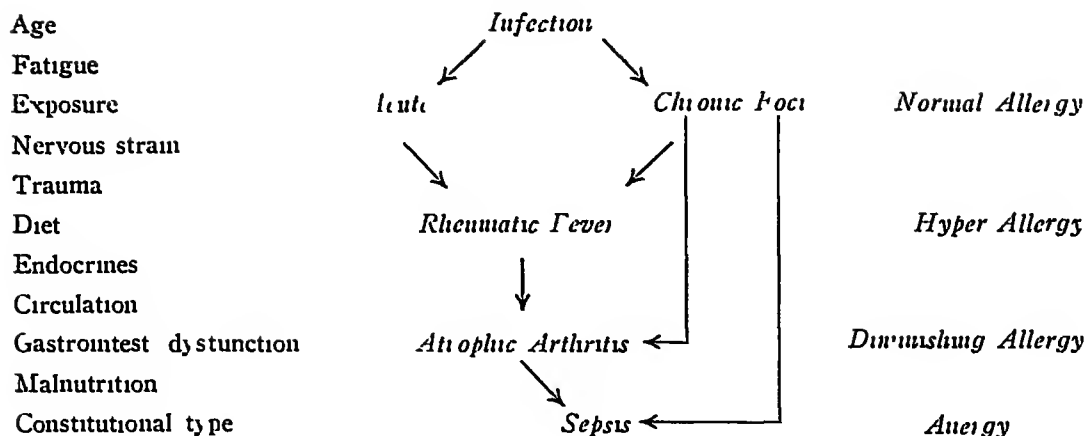 Age Infection
Fatigue
Exposure Acute Chronic Foci Normal Allergy
Nervous strain
Trauma
Diet Rheumatic Fever Hyper Allergy
Endocrines
Circulation
Gastrointest dysfunction Atrophic Arthritis Diminishing Allergy
Malnutrition
Constitutional type Sepsis Anergy